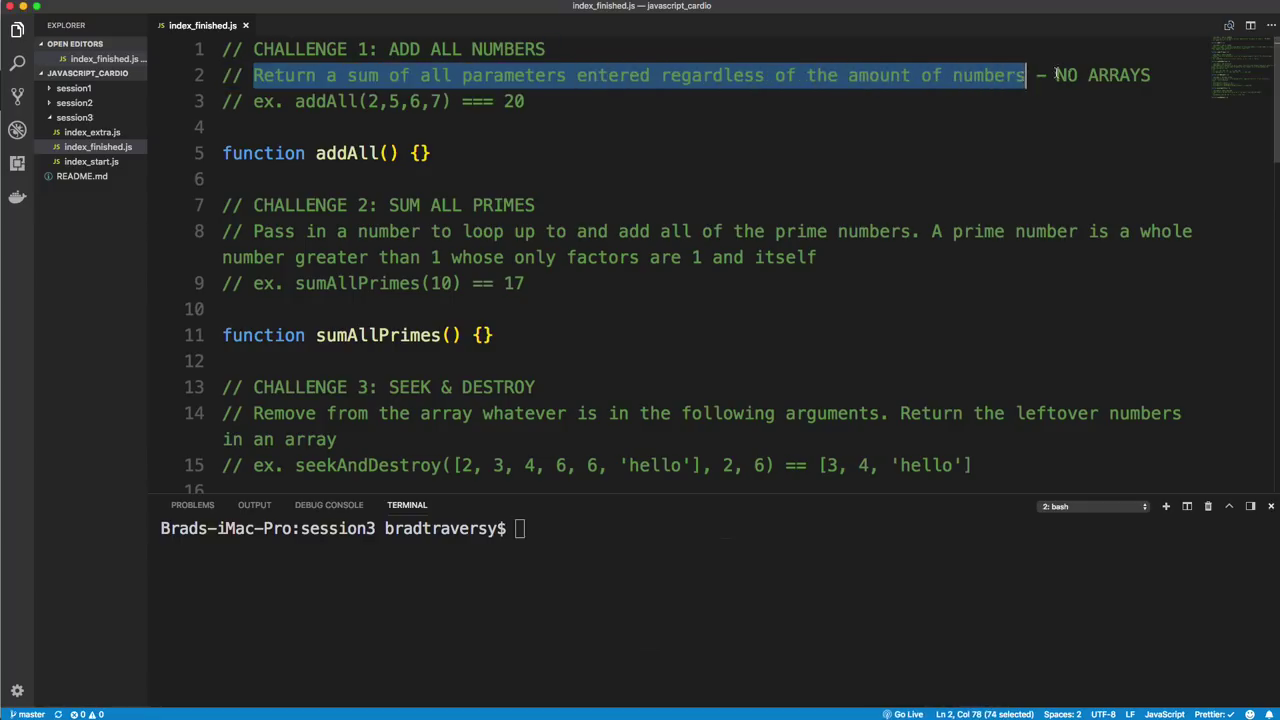 index_finished.js — javascript_cardio
EXPLORER
index_finished.js
OPEN EDITORS
index_finished.js ...
JAVASCRIPT_CARDIO
session1
session2
session3
JS index_extra.js
JS index_finished.js
JS index_start.js
README.md
1 // CHALLENGE 1: ADD ALL NUMBERS
2 // Return a sum of all parameters entered regardless of the amount of numbers - NO ARRAYS
3 // ex. addAll(2,5,6,7) === 20
4
5 function addAll() {}
6
7 // CHALLENGE 2: SUM ALL PRIMES
8 // Pass in a number to loop up to and add all of the prime numbers. A prime number is a whole
number greater than 1 whose only factors are 1 and itself
9 // ex. sumAllPrimes(10) == 17
10
11 function sumAllPrimes() {}
12
13 // CHALLENGE 3: SEEK & DESTROY
14 // Remove from the array whatever is in the following arguments. Return the leftover numbers
in an array
15 // ex. seekAndDestroy([2, 3, 4, 6, 6, 'hello'], 2, 6) == [3, 4, 'hello']
16
PROBLEMS OUTPUT DEBUG CONSOLE TERMINAL 2: bash
Brads-iMac-Pro:session3 bradtraversy$
master 0 0 Go Live Ln 2, Col 78 (74 selected) Spaces: 2 UTF-8 LF JavaScript Prettier: ✓